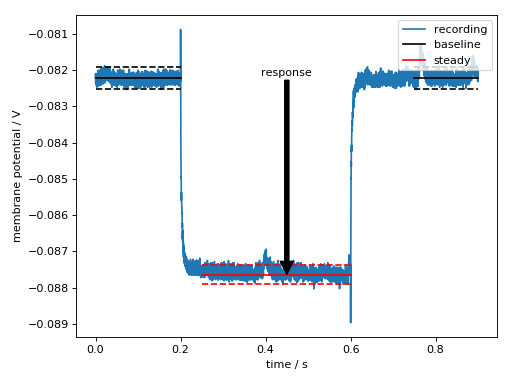 −0.081
−0.082
−0.083
−0.084
−0.085
−0.086
−0.087
−0.088
−0.089
membrane potential / V
recording
baseline
steady
response
0.0
0.2
0.4
0.6
0.8
time / s